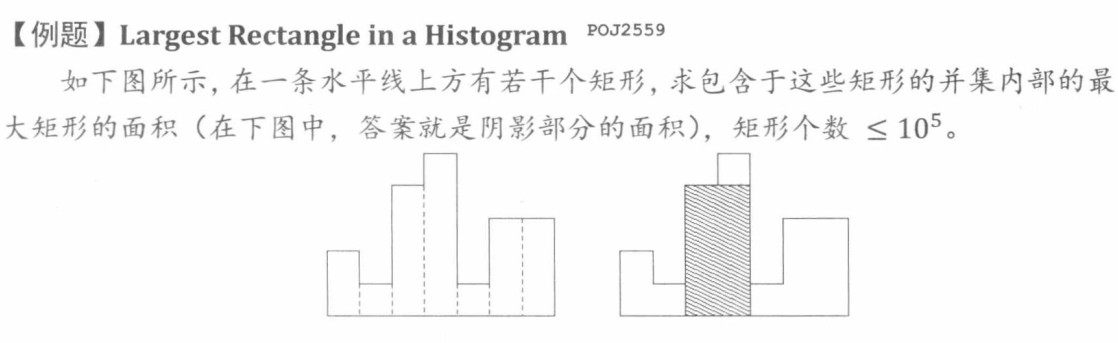 【例题】Largest Rectangle in a Histogram POJ2559
如下图所示,在一条水平线上方有若干个矩形,求包含于这些矩形的并集内部的最
大矩形的面积(在下图中,答案就是阴影部分的面积),矩形个数 ≤ 10⁵。